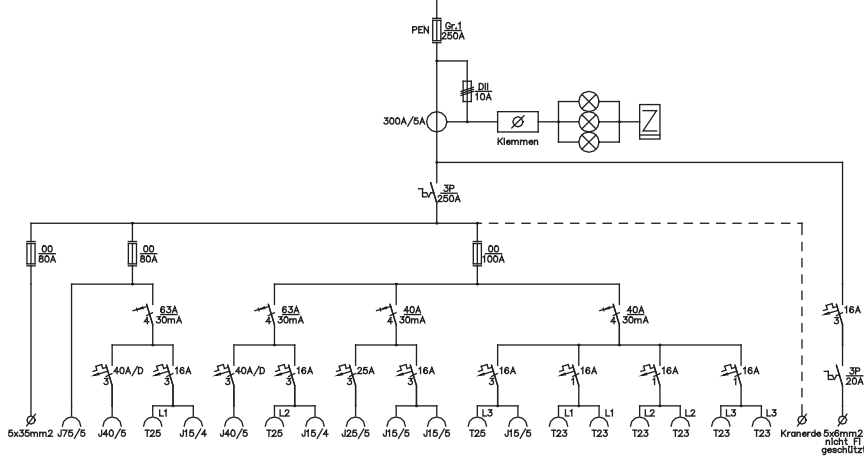 PEN Gr.1
250A
DII
10A
300A/5A
Klemmen
3P
250A
00 00 00
80A 80A 100A
63A 63A 40A 40A 16A
4 30mA 4 30mA 4 30mA 4 30mA 3
40A/D 16A 40A/D 16A 25A 16A 16A 16A 16A 16A 3P
3 3 3 3 3 3 3 1 1 1 20A
L1 L2 L3 L1 L1 L2 L2 L3 L3
5x35mm2 J75/5 J40/5 T25 J15/4 J40/5 T25 J15/4 J25/5 J15/5 J15/5 T25 J15/5 T23 T23 T23 T23 T23 T23 Kranerde 5x6mm2
nicht FI
geschützt